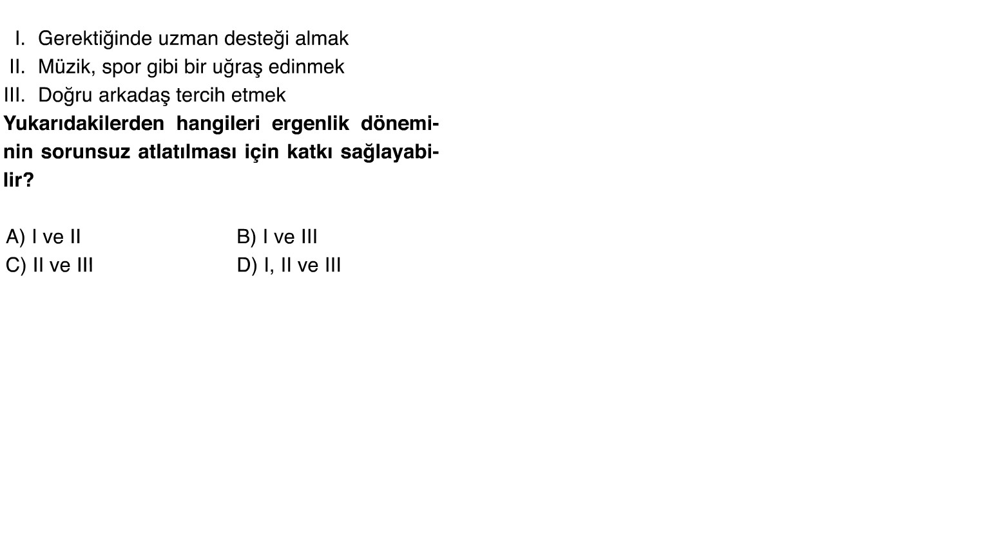 I. Gerektiğinde uzman desteği almak
II. Müzik, spor gibi bir uğraş edinmek
III. Doğru arkadaş tercih etmek
Yukarıdakilerden hangileri ergenlik dönemi-
nin sorunsuz atlatılması için katkı sağlayabi-
lir?
A) I ve II B) I ve III
C) II ve III D) I, II ve III